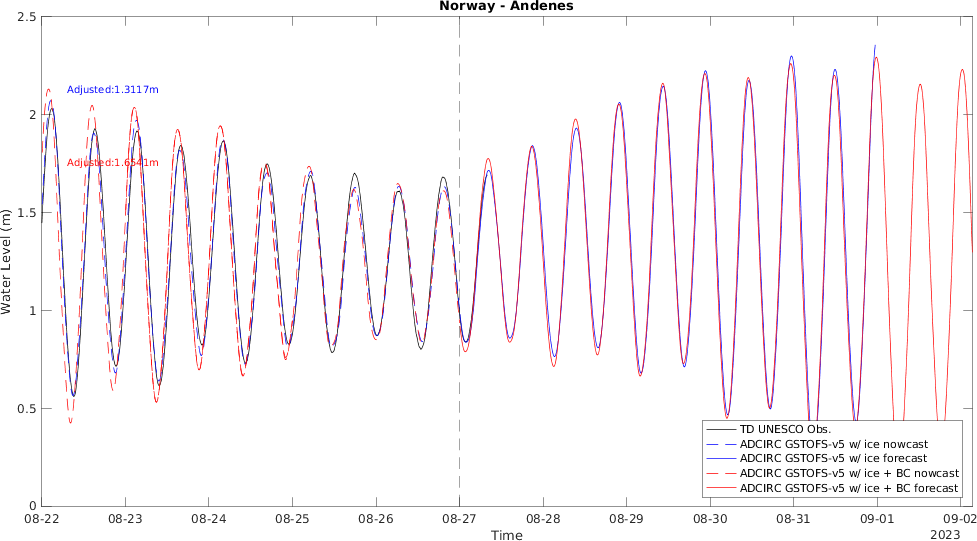 Norway - Andenes
2.5
2
1.5
1
0.5
0
Water Level (m)
Adjusted:1.3117m
Adjusted:1.6541m
TD UNESCO Obs.
ADCIRC GSTOFS-v5 w/ ice nowcast
ADCIRC GSTOFS-v5 w/ ice forecast
ADCIRC GSTOFS-v5 w/ ice + BC nowcast
ADCIRC GSTOFS-v5 w/ ice + BC forecast
08-22 08-23 08-24 08-25 08-26 08-27 08-28 08-29 08-30 08-31 09-01 09-02
Time
2023